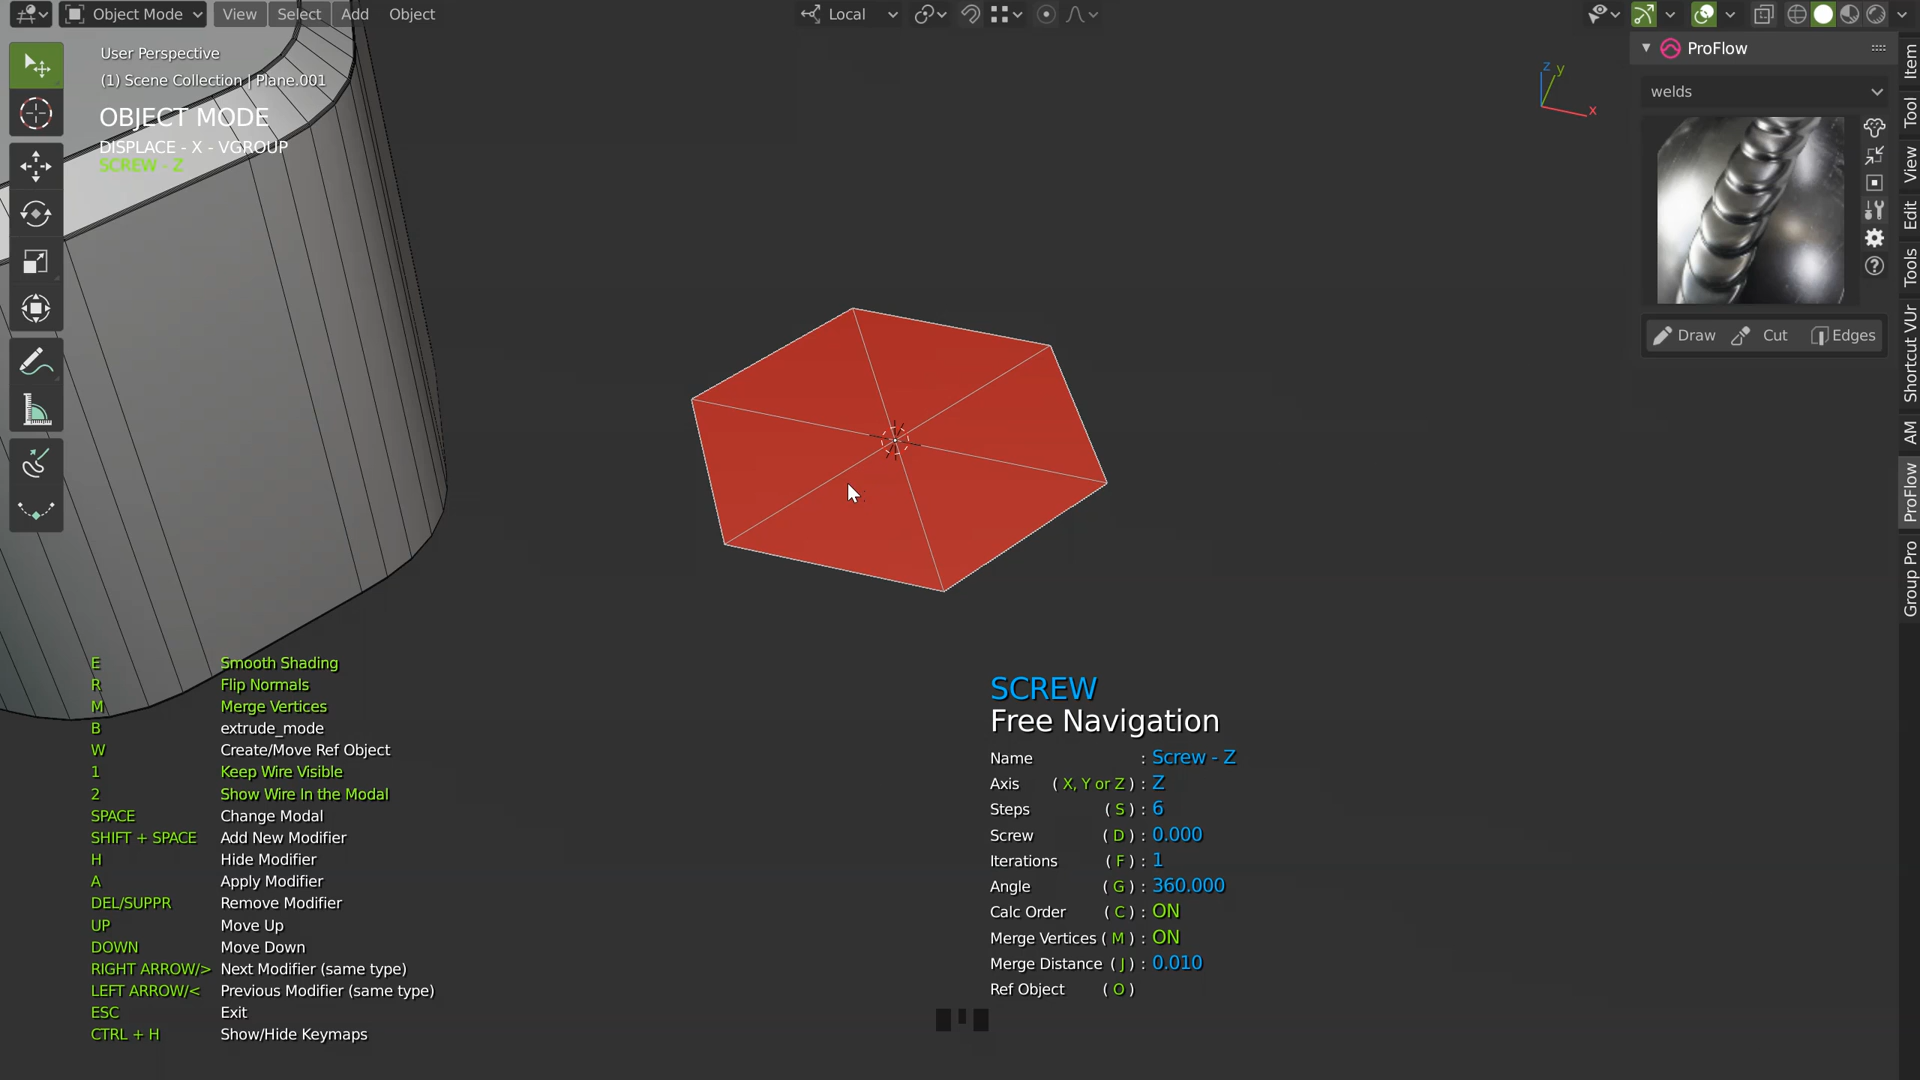 Object Mode View Select Add Object Local
User Perspective
(1) Scene Collection | Plane.001
OBJECT MODE
DISPLACE - X - VGROUP
SCREW - Z
z
y
x
ProFlow
welds
Draw Cut Edges
Item
Tool
View
Edit
Tools
Shortcut VUr
AM
ProFlow
Group Pro
E Smooth Shading
R Flip Normals
M Merge Vertices
B extrude_mode
W Create/Move Ref Object
1 Keep Wire Visible
2 Show Wire In the Modal
SPACE Change Modal
SHIFT + SPACE Add New Modifier
H Hide Modifier
A Apply Modifier
DEL/SUPPR Remove Modifier
UP Move Up
DOWN Move Down
RIGHT ARROW/> Next Modifier (same type)
LEFT ARROW/< Previous Modifier (same type)
ESC Exit
CTRL + H Show/Hide Keymaps
SCREW
Free Navigation
Name : Screw - Z
Axis ( X, Y or Z ) : Z
Steps ( S ) : 6
Screw ( D ) : 0.000
Iterations ( F ) : 1
Angle ( G ) : 360.000
Calc Order ( C ) : ON
Merge Vertices ( M ) : ON
Merge Distance ( J ) : 0.010
Ref Object ( O )